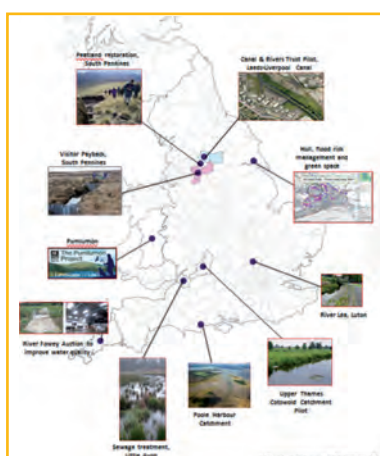 Peatland restoration,
South Pennines
Canal & Rivers Trust Pilot,
Leeds-Liverpool Canal
Visitor Payback,
South Pennines
Hull, flood risk
management and
green space
Pumlumon
The Pumlumon
Project
River Lea, Luton
River Fowey Auction to
improve water quality
Upper Thames
Cotswold Catchment
Pilot
Poole Harbour
Catchment
Sewage treatment,